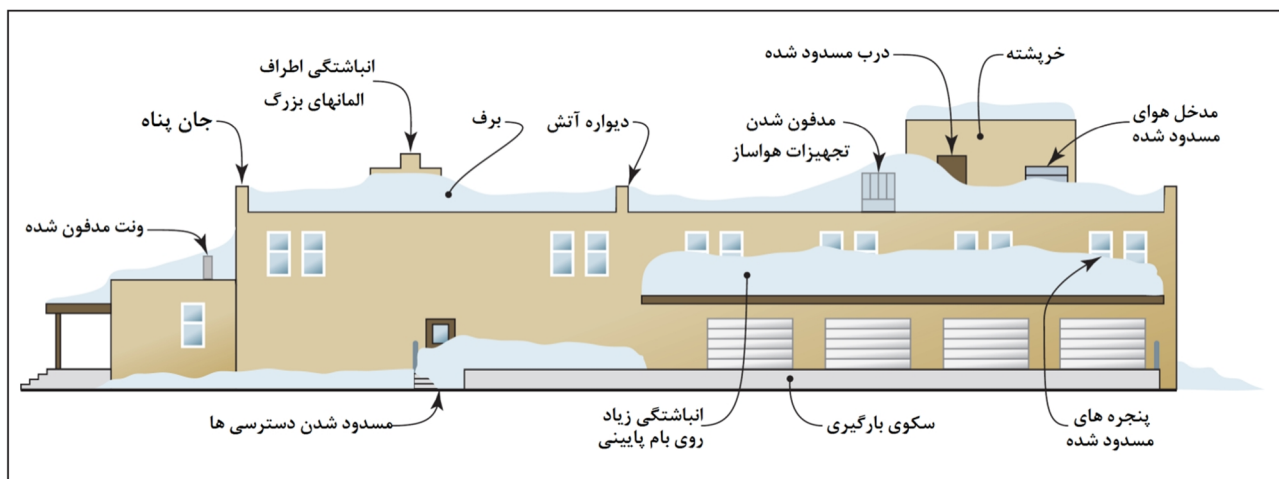 خرپشته
درب مسدود شده
انباشتگی اطراف
المانهای بزرگ
مدخل هوای
مسدود شده
مدفون شدن
تجهیزات هواساز
دیواره آتش
برف
جان پناه
ونت مدفون شده
پنجره های
مسدود شده
سکوی بارگیری
انباشتگی زیاد
روی بام پایینی
مسدود شدن دسترسی ها